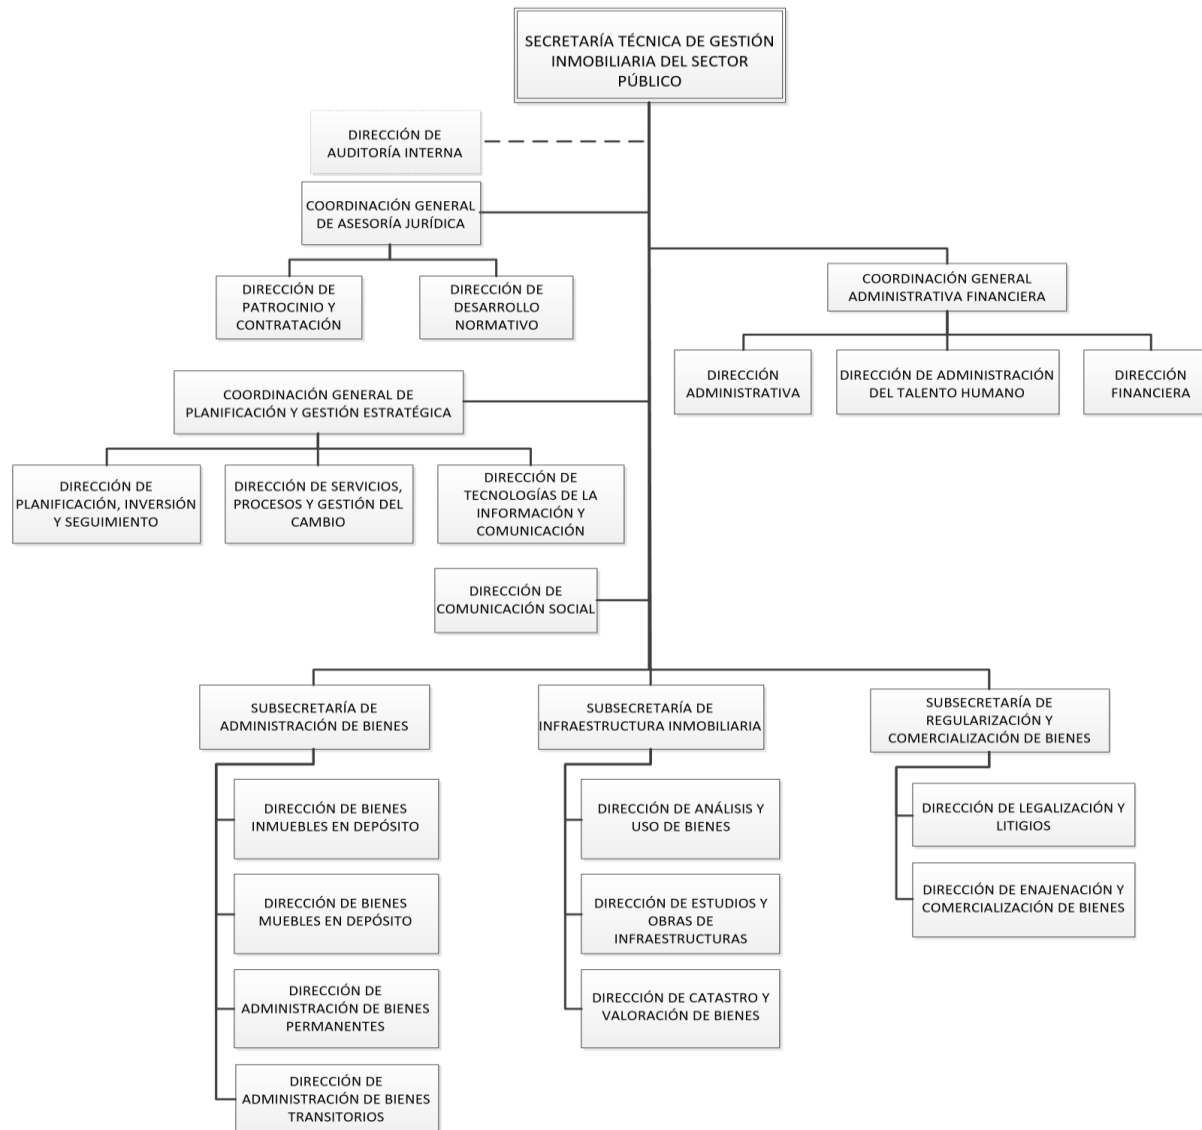 SECRETARÍA TÉCNICA DE GESTIÓN
INMOBILIARIA DEL SECTOR
PÚBLICO
DIRECCIÓN DE
AUDITORÍA INTERNA
COORDINACIÓN GENERAL
DE ASESORÍA JURÍDICA
DIRECCIÓN DE
PATROCINIO Y
CONTRATACIÓN
DIRECCIÓN DE
DESARROLLO
NORMATIVO
COORDINACIÓN GENERAL
ADMINISTRATIVA FINANCIERA
DIRECCIÓN
ADMINISTRATIVA
DIRECCIÓN DE ADMINISTRACIÓN
DEL TALENTO HUMANO
DIRECCIÓN
FINANCIERA
COORDINACIÓN GENERAL DE
PLANIFICACIÓN Y GESTIÓN ESTRATÉGICA
DIRECCIÓN DE
PLANIFICACIÓN, INVERSIÓN
Y SEGUIMIENTO
DIRECCIÓN DE SERVICIOS,
PROCESOS Y GESTIÓN DEL
CAMBIO
DIRECCIÓN DE
TECNOLOGÍAS DE LA
INFORMACIÓN Y
COMUNICACIÓN
DIRECCIÓN DE
COMUNICACIÓN SOCIAL
SUBSECRETARÍA DE
ADMINISTRACIÓN DE BIENES
DIRECCIÓN DE BIENES
INMUEBLES EN DEPÓSITO
DIRECCIÓN DE BIENES
MUEBLES EN DEPÓSITO
DIRECCIÓN DE
ADMINISTRACIÓN DE BIENES
PERMANENTES
DIRECCIÓN DE
ADMINISTRACIÓN DE BIENES
TRANSITORIOS
SUBSECRETARÍA DE
INFRAESTRUCTURA INMOBILIARIA
DIRECCIÓN DE ANÁLISIS Y
USO DE BIENES
DIRECCIÓN DE ESTUDIOS Y
OBRAS DE
INFRAESTRUCTURAS
DIRECCIÓN DE CATASTRO Y
VALORACIÓN DE BIENES
SUBSECRETARÍA DE
REGULARIZACIÓN Y
COMERCIALIZACIÓN DE BIENES
DIRECCIÓN DE LEGALIZACIÓN Y
LITIGIOS
DIRECCIÓN DE ENAJENACIÓN Y
COMERCIALIZACIÓN DE BIENES